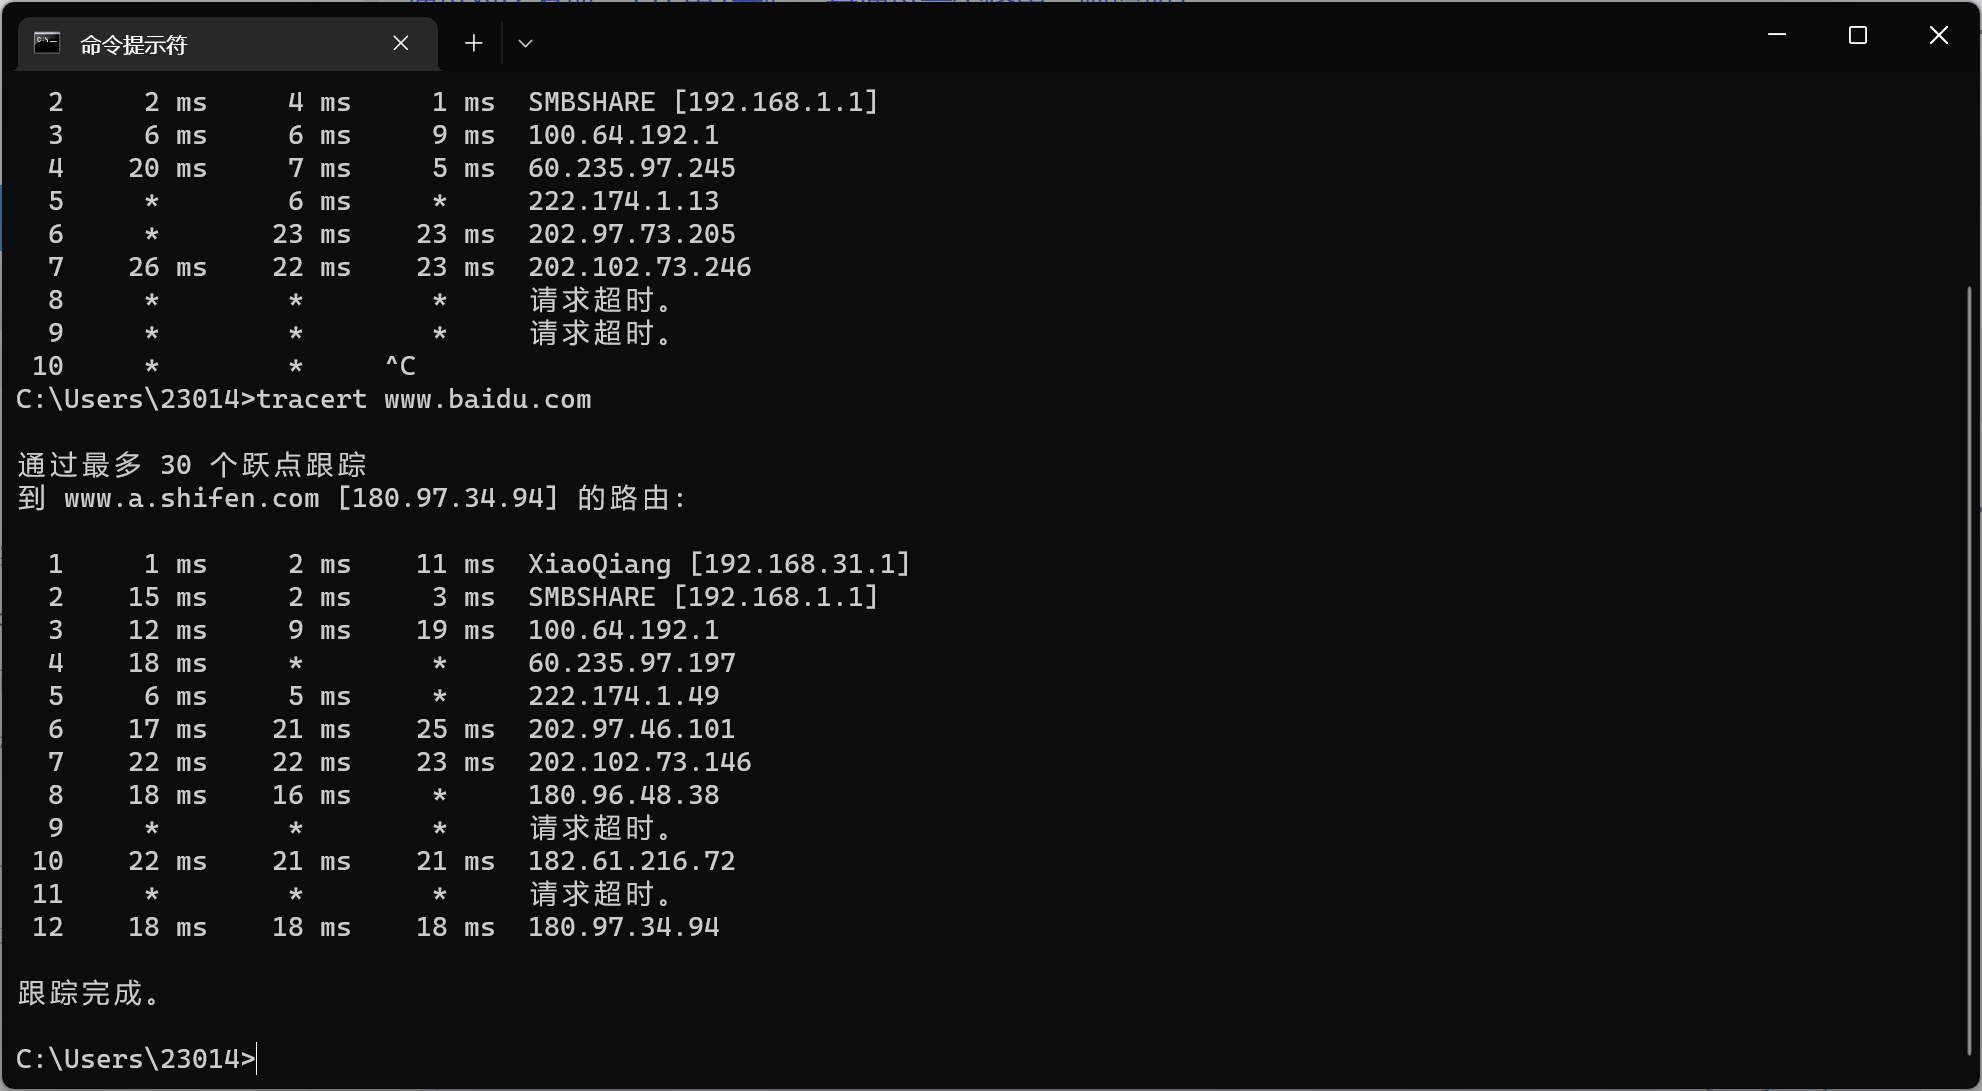 命令提示符
2 2 ms 4 ms 1 ms SMBSHARE [192.168.1.1]
3 6 ms 6 ms 9 ms 100.64.192.1
4 20 ms 7 ms 5 ms 60.235.97.245
5 * 6 ms * 222.174.1.13
6 * 23 ms 23 ms 202.97.73.205
7 26 ms 22 ms 23 ms 202.102.73.246
8 * * * 请求超时。
9 * * * 请求超时。
10 * * ^C
C:\Users\23014>tracert www.baidu.com
通过最多 30 个跃点跟踪
到 www.a.shifen.com [180.97.34.94] 的路由:
1 1 ms 2 ms 11 ms XiaoQiang [192.168.31.1]
2 15 ms 2 ms 3 ms SMBSHARE [192.168.1.1]
3 12 ms 9 ms 19 ms 100.64.192.1
4 18 ms * * 60.235.97.197
5 6 ms 5 ms * 222.174.1.49
6 17 ms 21 ms 25 ms 202.97.46.101
7 22 ms 22 ms 23 ms 202.102.73.146
8 18 ms 16 ms * 180.96.48.38
9 * * * 请求超时。
10 22 ms 21 ms 21 ms 182.61.216.72
11 * * * 请求超时。
12 18 ms 18 ms 18 ms 180.97.34.94
跟踪完成。
C:\Users\23014>